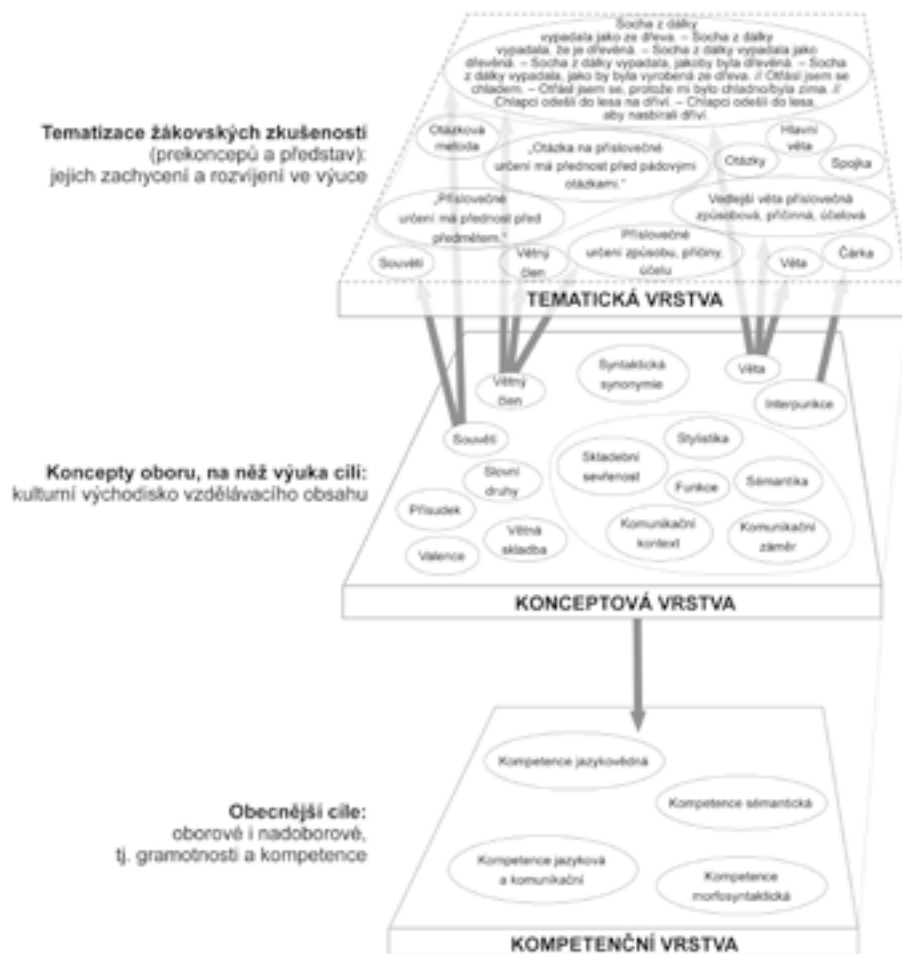 Socha z dálky
vypadala jako ze dřeva. – Socha z dálky
vypadala, že je dřevěná. – Socha z dálky vypadala jako
dřevěná. – Socha z dálky vypadala, jakoby byla dřevěná. – Socha
z dálky vypadala, jako by byla vyrobená ze dřeva. // Otřásl jsem se
chladem. – Otřásl jsem se, protože mi bylo chladno/byla zima. //
Chlapci odešli do lesa na dříví. – Chlapci odešli do lesa,
aby nasbírali dříví.
Tematizace žákovských zkušeností
(prekonceptů a představ):
jejich zachycení a rozvíjení ve výuce
Otázková
metoda
„Otázka na příslovečné
určení má přednost před pádovými
otázkami."
Otázky
Hlavní
věta
Spojka
„Příslovečné
určení má přednost před
předmětem."
Vedlejší věta příslovečná
způsobová, příčinná, účelová
Souvětí
Větný
člen
Příslovečné
určení způsobu, příčiny,
účelu
Věta
Čárka
TEMATICKÁ VRSTVA
Větný
člen
Syntaktická
synonymie
Věta
Interpunkce
Souvětí
Stylistika
Koncepty oboru, na něž výuka cílí:
kulturní východisko vzdělávacího obsahu
Slovní
druhy
Skladební
sevřenost
Funkce
Sémantika
Přísudek
Valence
Větná
skladba
Komunikační
kontext
Komunikační
záměr
KONCEPTOVÁ VRSTVA
Kompetence jazykovědná
Kompetence sémantická
Obecnější cíle:
oborové i nadoborové,
tj. gramotnosti a kompetence
Kompetence jazyková
a komunikační
Kompetence
morfosyntaktická
KOMPETENČNÍ VRSTVA